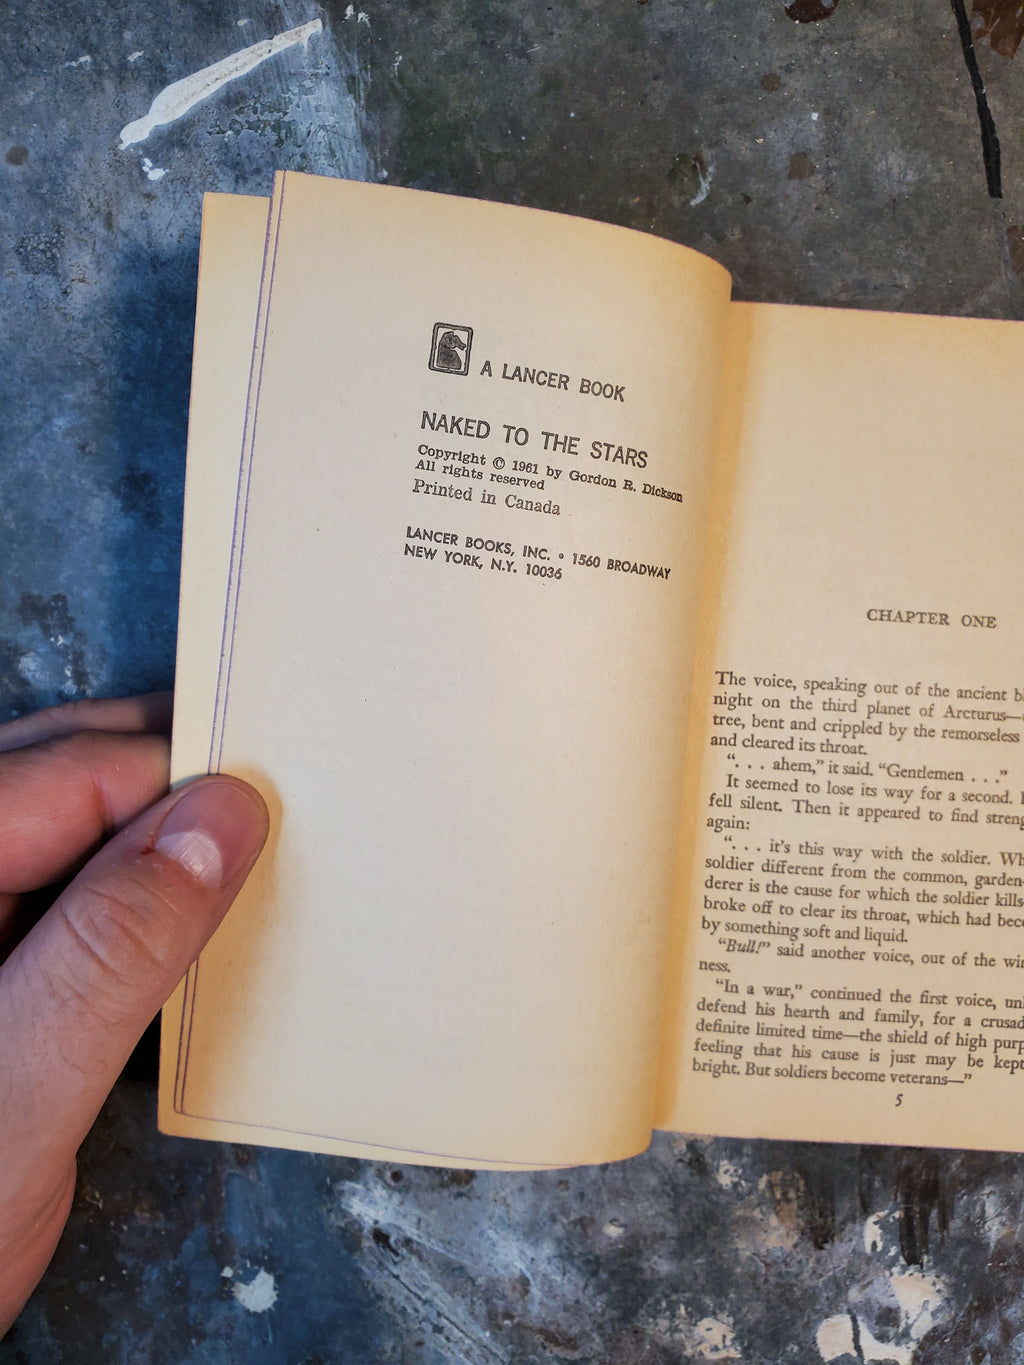 A LANCER BOOK
NAKED TO THE STARS
Copyright © 1961 by Gordon R. Dickson
All rights reserved
Printed in Canada
LANCER BOOKS, INC. • 1560 BROADWAY
NEW YORK, N.Y. 10036
CHAPTER ONE
The voice, speaking out of the ancient
night on the third planet of Arcturus—
tree, bent and crippled by the remorseless
and cleared its throat.
“. . . ahem,” it said. “Gentlemen . . .”
It seemed to lose its way for a second.
fell silent. Then it appeared to find
again:
“. . . it's this way with the soldier.
soldier different from the common, garden-
derer is the cause for which the soldier kills
broke off to clear its throat, which had
by something soft and liquid.
“Bull!” said another voice, out of the
ness.
“In a war,” continued the first voice,
defend his hearth and family, for a
definite limited time—the shield of high
feeling that his cause is just may be kept
bright. But soldiers become veterans—”
5